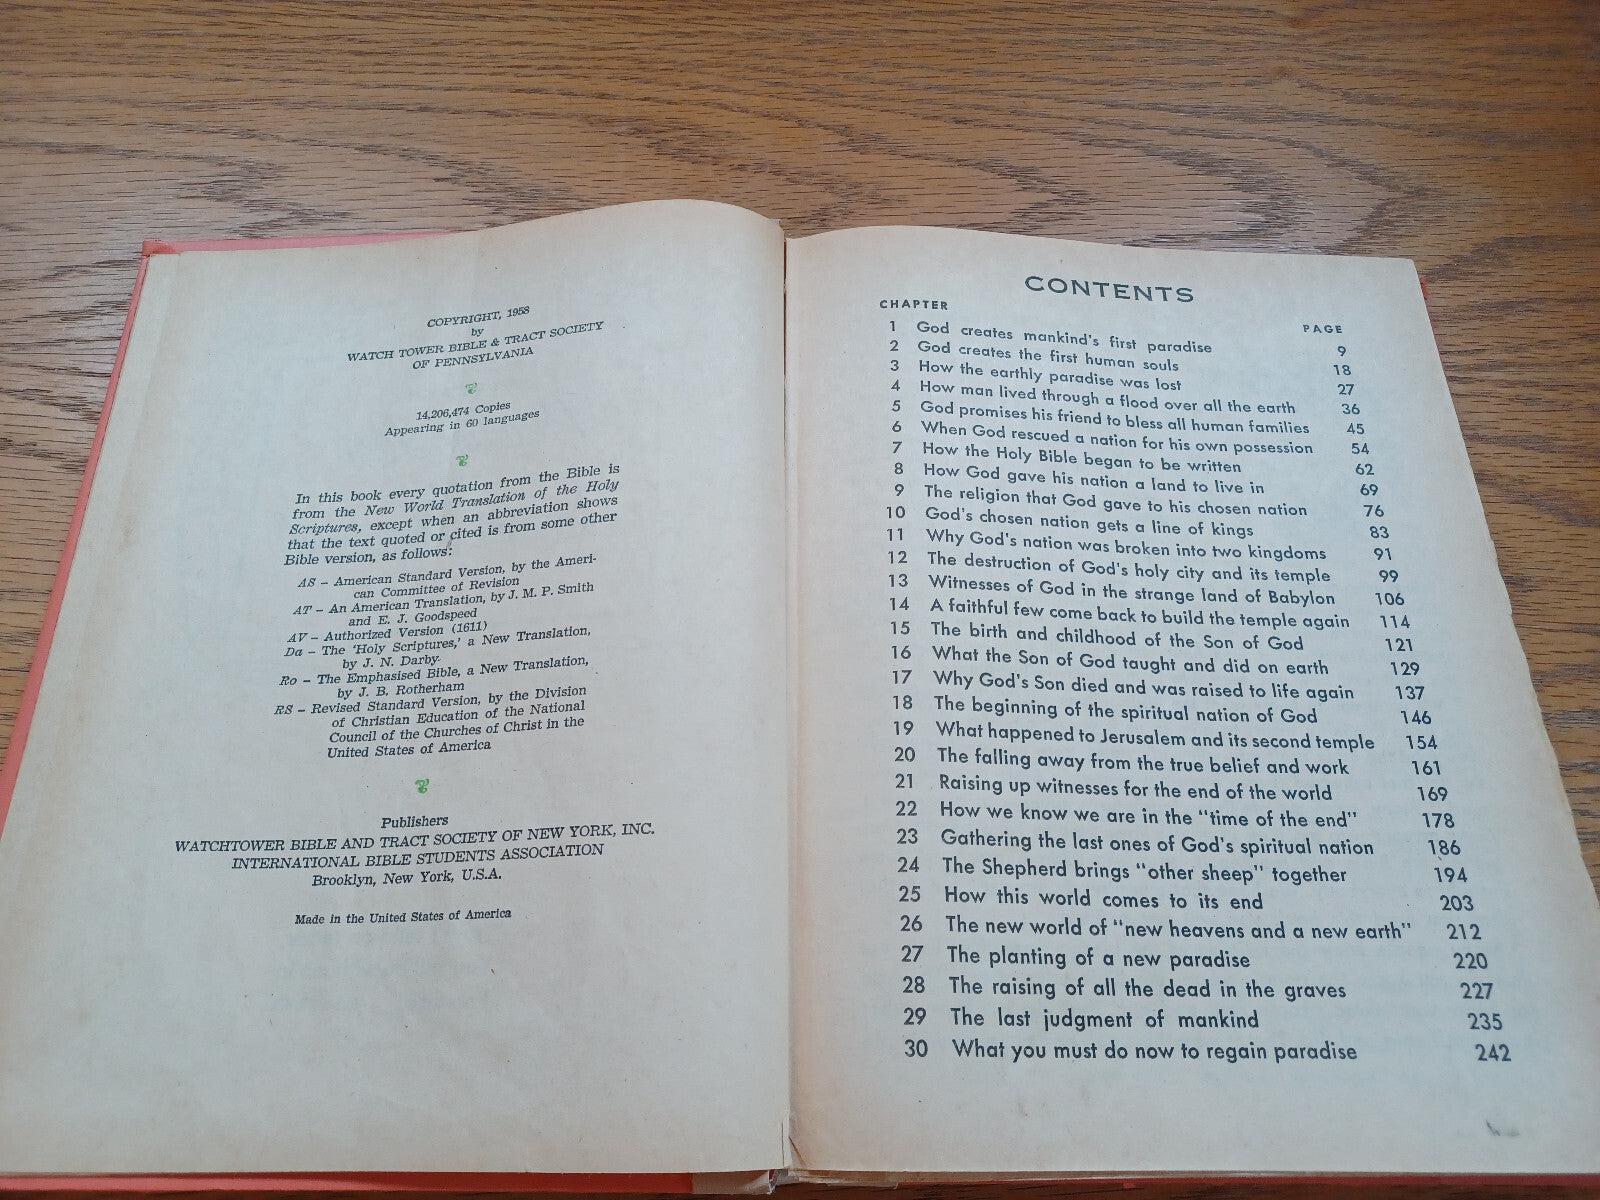 COPYRIGHT, 1958
by
WATCH TOWER BIBLE & TRACT SOCIETY
OF PENNSYLVANIA
14,206,474 Copies
Appearing in 60 languages
In this book every quotation from the Bible is
from the New World Translation of the Holy
Scriptures, except when an abbreviation shows
that the text quoted or cited is from some other
Bible version, as follows:
AS – American Standard Version, by the Ameri-
can Committee of Revision
AT – An American Translation, by J. M. P. Smith
and E. J. Goodspeed
AV – Authorized Version (1611)
Da – The 'Holy Scriptures,' a New Translation,
by J. N. Darby
Ro – The Emphasised Bible, a New Translation,
by J. B. Rotherham
RS – Revised Standard Version, by the Division
of Christian Education of the National
Council of the Churches of Christ in the
United States of America
Publishers
WATCHTOWER BIBLE AND TRACT SOCIETY OF NEW YORK, INC.
INTERNATIONAL BIBLE STUDENTS ASSOCIATION
Brooklyn, New York, U.S.A.
Made in the United States of America
CONTENTS
CHAPTER PAGE
1 God creates mankind's first paradise 9
2 God creates the first human souls 18
3 How the earthly paradise was lost 27
4 How man lived through a flood over all the earth 36
5 God promises his friend to bless all human families 45
6 When God rescued a nation for his own possession 54
7 How the Holy Bible began to be written 62
8 How God gave his nation a land to live in 69
9 The religion that God gave to his chosen nation 76
10 God's chosen nation gets a line of kings 83
11 Why God's nation was broken into two kingdoms 91
12 The destruction of God's holy city and its temple 99
13 Witnesses of God in the strange land of Babylon 106
14 A faithful few come back to build the temple again 114
15 The birth and childhood of the Son of God 121
16 What the Son of God taught and did on earth 129
17 Why God's Son died and was raised to life again 137
18 The beginning of the spiritual nation of God 146
19 What happened to Jerusalem and its second temple 154
20 The falling away from the true belief and work 161
21 Raising up witnesses for the end of the world 169
22 How we know we are in the "time of the end" 178
23 Gathering the last ones of God's spiritual nation 186
24 The Shepherd brings "other sheep" together 194
25 How this world comes to its end 203
26 The new world of "new heavens and a new earth" 212
27 The planting of a new paradise 220
28 The raising of all the dead in the graves 227
29 The last judgment of mankind 235
30 What you must do now to regain paradise 242